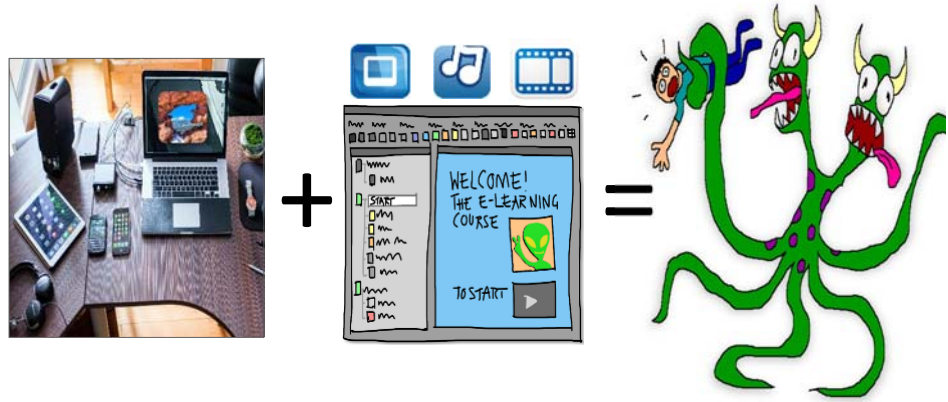 START
WELCOME!
THE E-LEARNING
COURSE
TO START